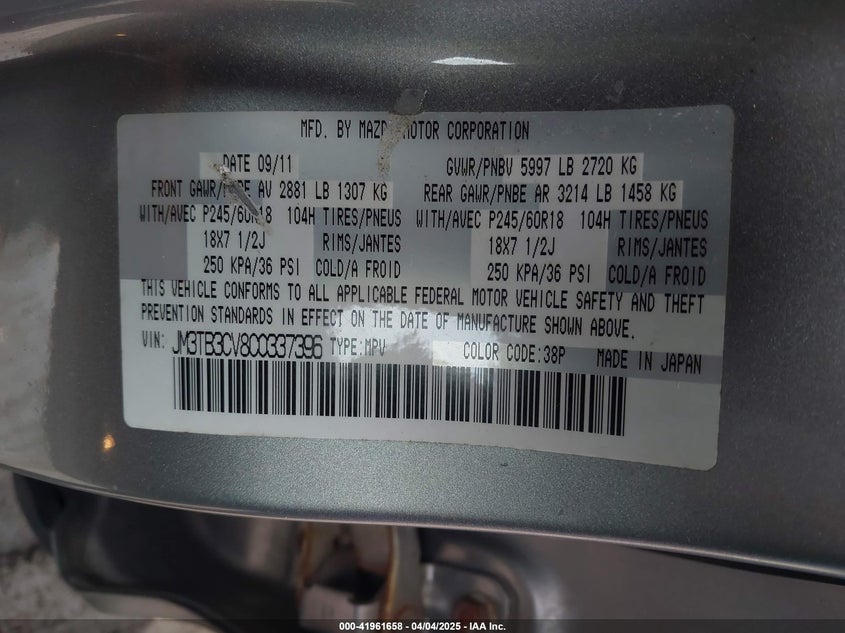 MFD. BY MAZDA MOTOR CORPORATION
DATE 09/11 GVWR/PNBV 5997 LB 2720 KG
FRONT GAWR/PNBE AV 2881 LB 1307 KG REAR GAWR/PNBE AR 3214 LB 1458 KG
WITH/AVEC P245/60R18 104H TIRES/PNEUS WITH/AVEC P245/60R18 104H TIRES/PNEUS
18X7 1/2J RIMS/JANTES 18X7 1/2J RIMS/JANTES
250 KPA/36 PSI COLD/A FROID 250 KPA/36 PSI COLD/A FROID
THIS VEHICLE CONFORMS TO ALL APPLICABLE FEDERAL MOTOR VEHICLE SAFETY AND THEFT
PREVENTION STANDARDS IN EFFECT ON THE DATE OF MANUFACTURE SHOWN ABOVE.
VIN: JM3TB3CV8C0337396 TYPE:MPV COLOR CODE:38P MADE IN JAPAN
000-41961658 - 04/04/2025 - IAA Inc.